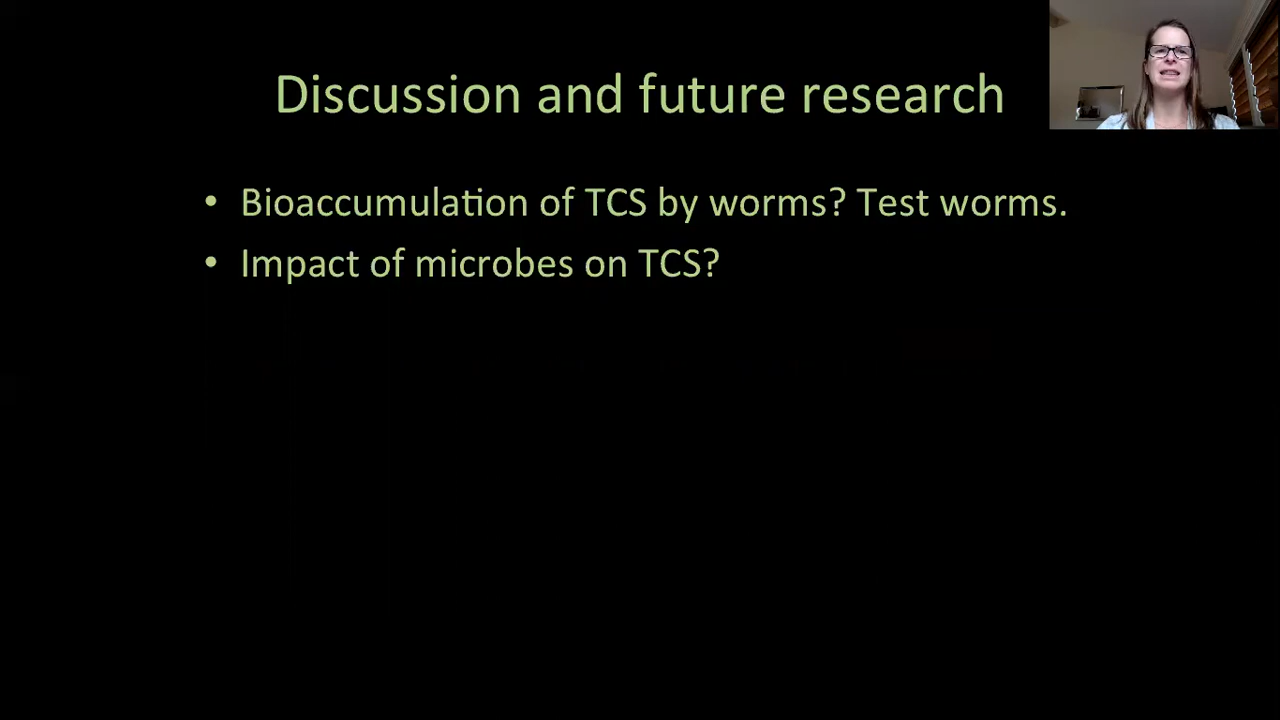 Discussion and future research
• Bioaccumulation of TCS by worms? Test worms.
• Impact of microbes on TCS?